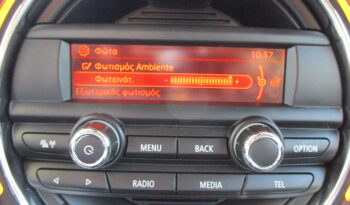 Φώτα 10:37
Φωτισμός Ambiente
Φωτεινότ. - +
Εξωτερικός φωτισμός
MENU BACK OPTION
RADIO MEDIA TEL